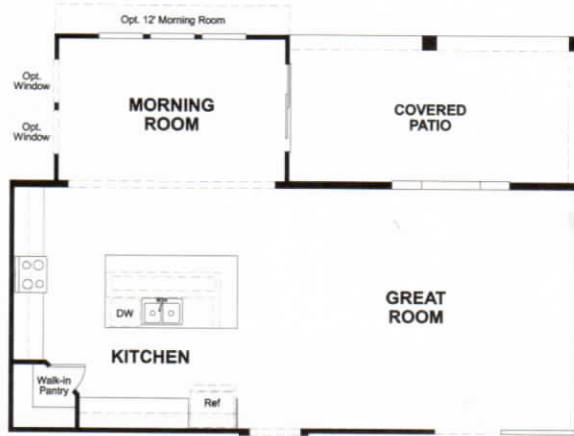 Opt. 12' Morning Room
Opt.
Window
Opt.
Window
MORNING
ROOM
COVERED
PATIO
GREAT
ROOM
DW
KITCHEN
Walk-in
Pantry
Ref